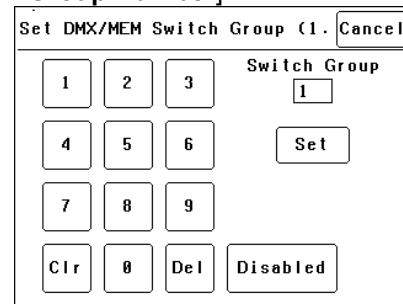 Set DMX/MEM Switch Group (1. Cancel
Switch Group
1 2 3 1
4 5 6 Set
7 8 9
Clr 0 Del Disabled